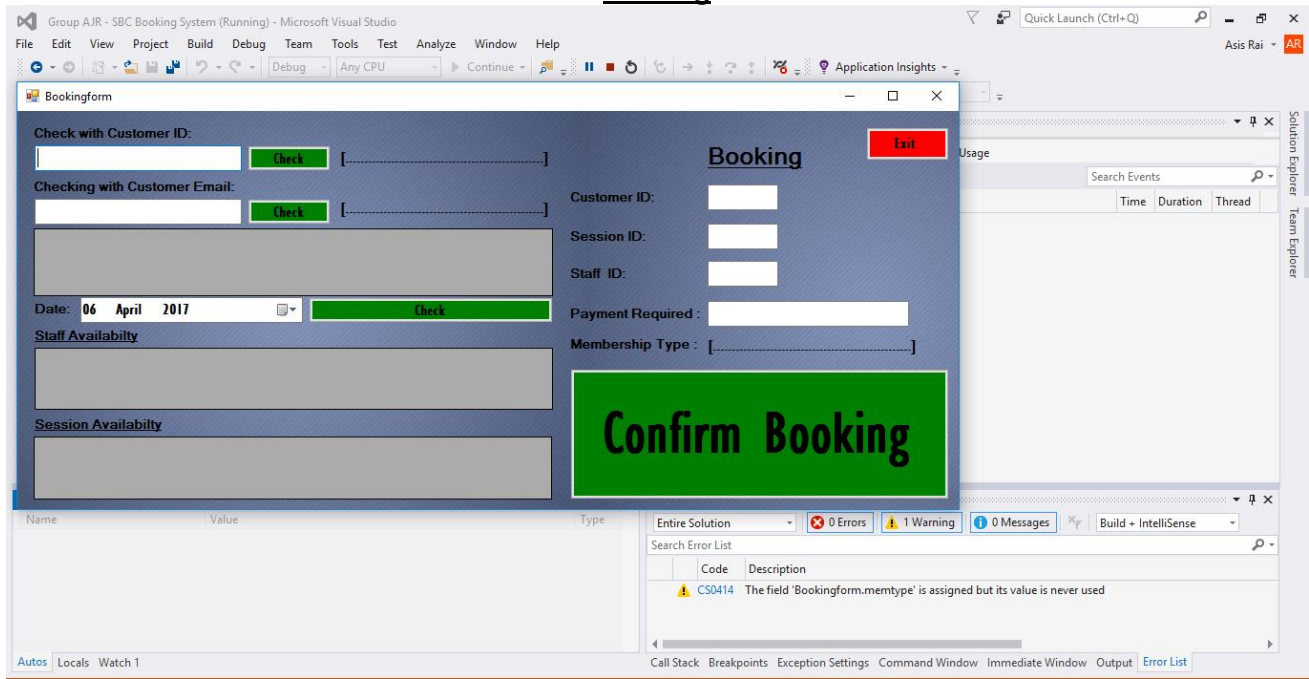 Group AJR - SBC Booking System (Running) - Microsoft Visual Studio
Quick Launch (Ctrl+Q)
File Edit View Project Build Debug Team Tools Test Analyze Window Help
Asis Rai AR
Debug Any CPU Continue Application Insights
Bookingform
Check with Customer ID:
Check [..............................................................]
Checking with Customer Email:
Check [..............................................................]
Date: 06 April 2017 Check
Staff Availabilty
Session Availabilty
Exit
Booking
Customer ID:
Session ID:
Staff ID:
Payment Required :
Membership Type : [..............................................................]
Confirm Booking
Usage
Search Events
Time Duration Thread
Solution Explorer
Team Explorer
Name Value Type
Entire Solution 0 Errors 1 Warning 0 Messages Build + IntelliSense
Search Error List
Code Description
CS0414 The field 'Bookingform.memtype' is assigned but its value is never used
Autos Locals Watch 1
Call Stack Breakpoints Exception Settings Command Window Immediate Window Output Error List